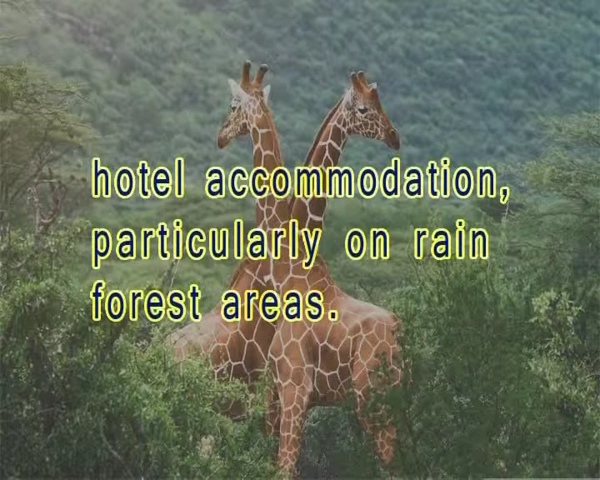 hotel accommodation,
particularly on rain
forest areas.